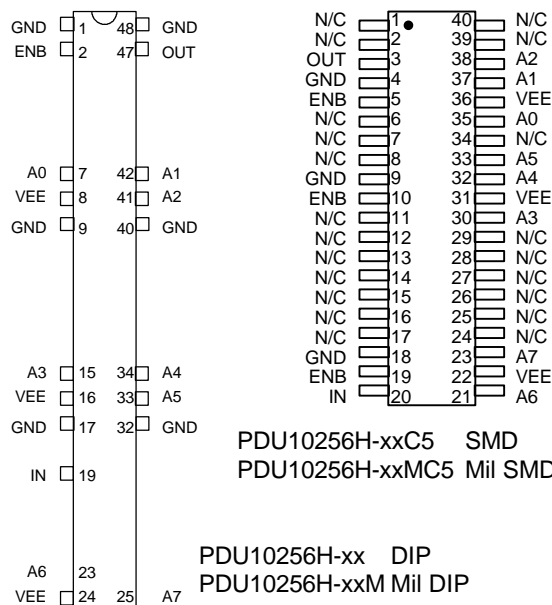 GND 1 48 GND
ENB 2 47 OUT
A0 7 42 A1
VEE 8 41 A2
GND 9 40 GND
A3 15 34 A4
VEE 16 33 A5
GND 17 32 GND
IN 19
A6 23
VEE 24 25 A7
N/C 1 40 N/C
N/C 2 39 N/C
OUT 3 38 A2
GND 4 37 A1
ENB 5 36 VEE
N/C 6 35 A0
N/C 7 34 N/C
N/C 8 33 A5
GND 9 32 A4
ENB 10 31 VEE
N/C 11 30 A3
N/C 12 29 N/C
N/C 13 28 N/C
N/C 14 27 N/C
N/C 15 26 N/C
N/C 16 25 N/C
N/C 17 24 N/C
GND 18 23 A7
ENB 19 22 VEE
IN 20 21 A6
PDU10256H-xxC5 SMD
PDU10256H-xxMC5 Mil SMD
PDU10256H-xx DIP
PDU10256H-xxM Mil DIP